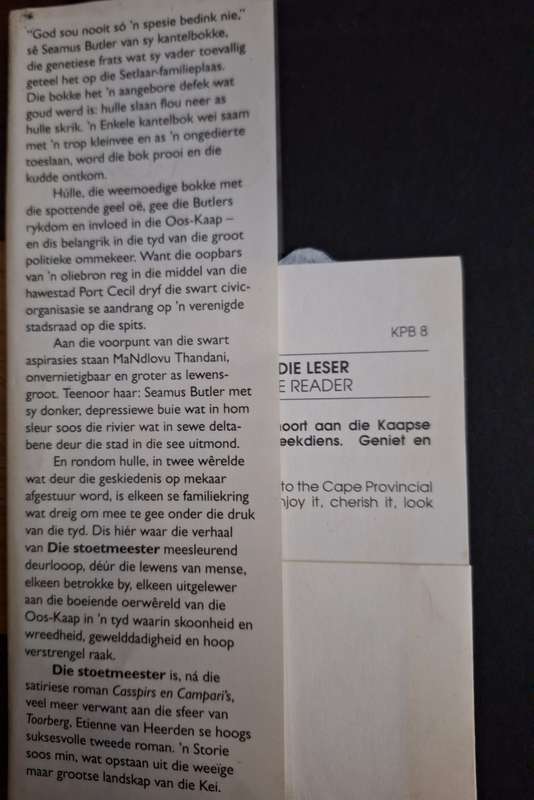 "God sou nooit só 'n spesie bedink nie,"
sê Seamus Butler van sy kantelbokke,
die genetiese frats wat sy vader toevallig
geteel het op die Setlaar-familieplaas.
Die bokke het 'n aangebore defek wat
goud werd is: hulle slaan flou neer as
hulle skrik. 'n Enkele kantelbok wei saam
met 'n trop kleinvee en as 'n ongedierte
toeslaan, word die bok prooi en die
kudde ontkom.
Húlle, die weemoedige bokke met
die spottende geel oë, gee die Butlers
rykdom en invloed in die Oos-Kaap –
en dis belangrik in die tyd van die groot
politieke ommekeer. Want die oopbars
van 'n oliebron reg in die middel van die
hawestad Port Cecil dryf die swart civic-
organisasie se aandrang op 'n verenigde
stadsraad op die spits.
Aan die voorpunt van die swart
aspirasies staan MaNdlovu Thandani,
onvernietigbaar en groter as lewens-
groot. Teenoor haar: Seamus Butler met
sy donker, depressiewe buie wat in hom
sleur soos die rivier wat in sewe delta-
bene deur die stad in die see uitmond.
En rondom hulle, in twee wêrelde
wat deur die geskiedenis op mekaar
afgestuur word, is elkeen se familiekring
wat dreig om mee te gee onder die druk
van die tyd. Dis hiér waar die verhaal
van Die stoetmeester meesleurend
deurlooop, déúr die lewens van mense,
elkeen betrokke by, elkeen uitgelewer
aan die boeiende oerwêreld van die
Oos-Kaap in 'n tyd waarin skoonheid en
wreedheid, gewelddadigheid en hoop
verstrengel raak.
Die stoetmeester is, ná die
satiriese roman Casspirs en Campari's,
veel meer verwant aan die sfeer van
Toorberg, Etienne van Heerden se hoogs
suksesvolle tweede roman. 'n Storie
soos min, wat opstaan uit die weeïge
maar grootse landskap van die Kei.
KPB 8
DIE LESER
E READER
oort aan die Kaapse
eekdiens. Geniet en
to the Cape Provincial
njoy it, cherish it, look